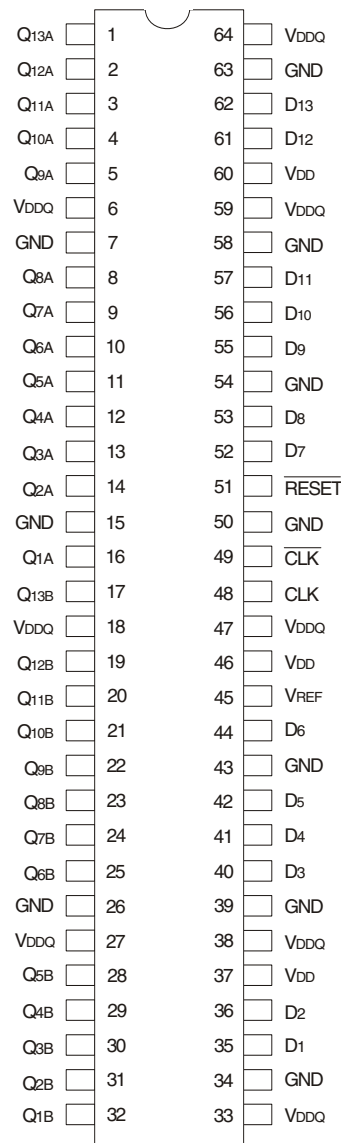 Q13A 1 64 VDDQ
Q12A 2 63 GND
Q11A 3 62 D13
Q10A 4 61 D12
Q9A 5 60 VDD
VDDQ 6 59 VDDQ
GND 7 58 GND
Q8A 8 57 D11
Q7A 9 56 D10
Q6A 10 55 D9
Q5A 11 54 GND
Q4A 12 53 D8
Q3A 13 52 D7
Q2A 14 51 R̅E̅S̅E̅T̅
GND 15 50 GND
Q1A 16 49 C̅L̅K̅
Q13B 17 48 CLK
VDDQ 18 47 VDDQ
Q12B 19 46 VDD
Q11B 20 45 VREF
Q10B 21 44 D6
Q9B 22 43 GND
Q8B 23 42 D5
Q7B 24 41 D4
Q6B 25 40 D3
GND 26 39 GND
VDDQ 27 38 VDDQ
Q5B 28 37 VDD
Q4B 29 36 D2
Q3B 30 35 D1
Q2B 31 34 GND
Q1B 32 33 VDDQ